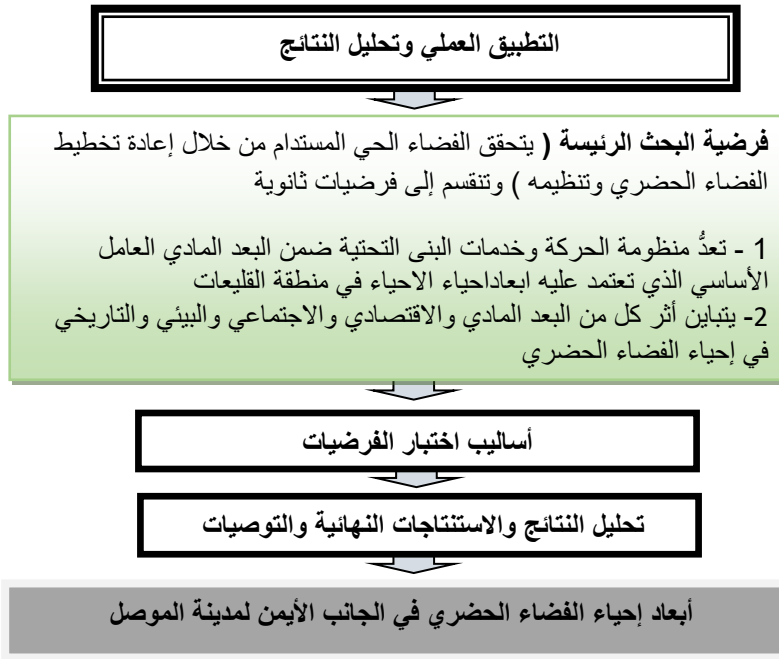 التطبيق العملي وتحليل النتائج
فرضية البحث الرئيسة ( يتحقق الفضاء الحي المستدام من خلال إعادة تخطيط
الفضاء الحضري وتنظيمه ) وتنقسم إلى فرضيات ثانوية
1 - تعدُّ منظومة الحركة وخدمات البنى التحتية ضمن البعد المادي العامل
الأساسي الذي تعتمد عليه ابعاداحياء الاحياء في منطقة القليعات
2- يتباين أثر كل من البعد المادي والاقتصادي والاجتماعي والبيئي والتاريخي
في إحياء الفضاء الحضري
أساليب اختبار الفرضيات
تحليل النتائج والاستنتاجات النهائية والتوصيات
أبعاد إحياء الفضاء الحضري في الجانب الأيمن لمدينة الموصل